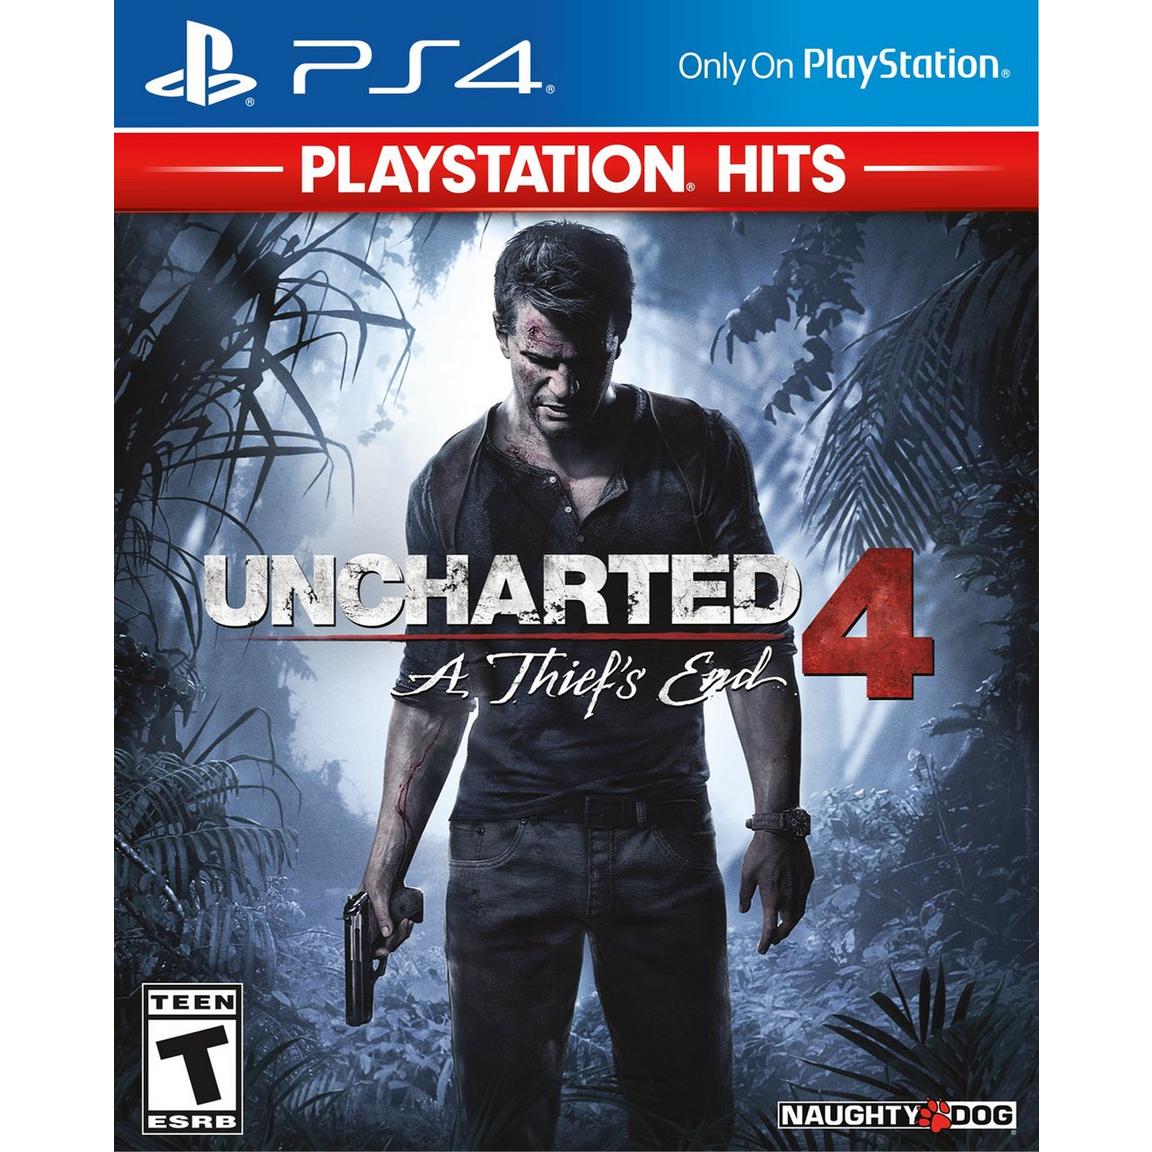 PS4
Only On PlayStation®
PLAYSTATION® HITS
UNCHARTED 4
A Thief's End
TEEN
T
ESRB
NAUGHTY DOG